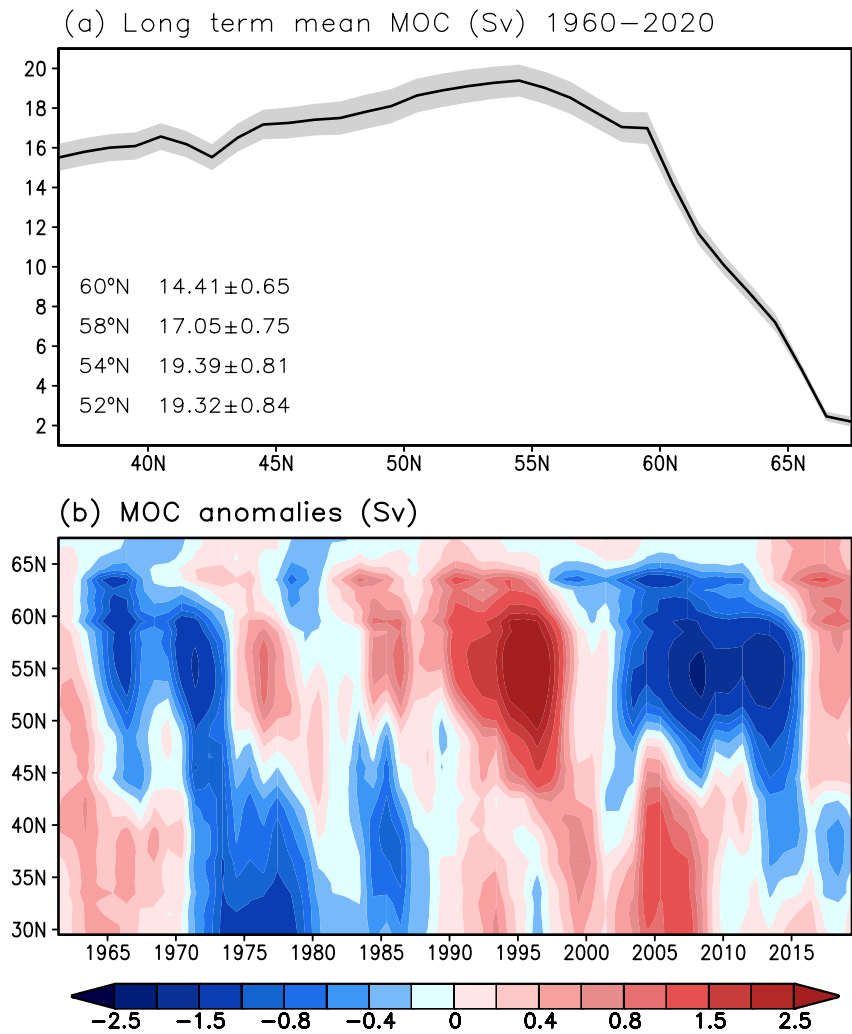 (a) Long term mean MOC (Sv) 1960−2020
20
18
16
14
12
10
8
6
4
2
60ºN 14.41±0.65
58ºN 17.05±0.75
54ºN 19.39±0.81
52ºN 19.32±0.84
40N 45N 50N 55N 60N 65N
(b) MOC anomalies (Sv)
65N
60N
55N
50N
45N
40N
35N
30N
1965 1970 1975 1980 1985 1990 1995 2000 2005 2010 2015
−2.5 −1.5 −0.8 −0.4 0 0.4 0.8 1.5 2.5